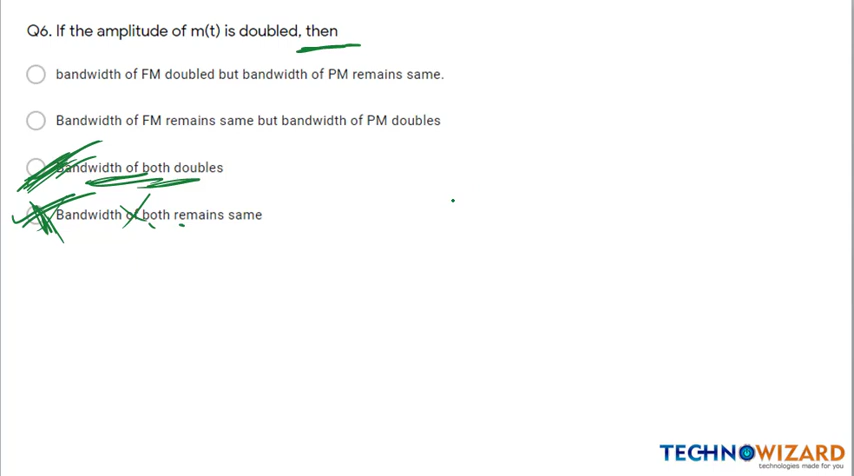 Q6. If the amplitude of m(t) is doubled, then
bandwidth of FM doubled but bandwidth of PM remains same.
Bandwidth of FM remains same but bandwidth of PM doubles
Bandwidth of both doubles
Bandwidth of both remains same
TECHNOWIZARD
technologies made for you